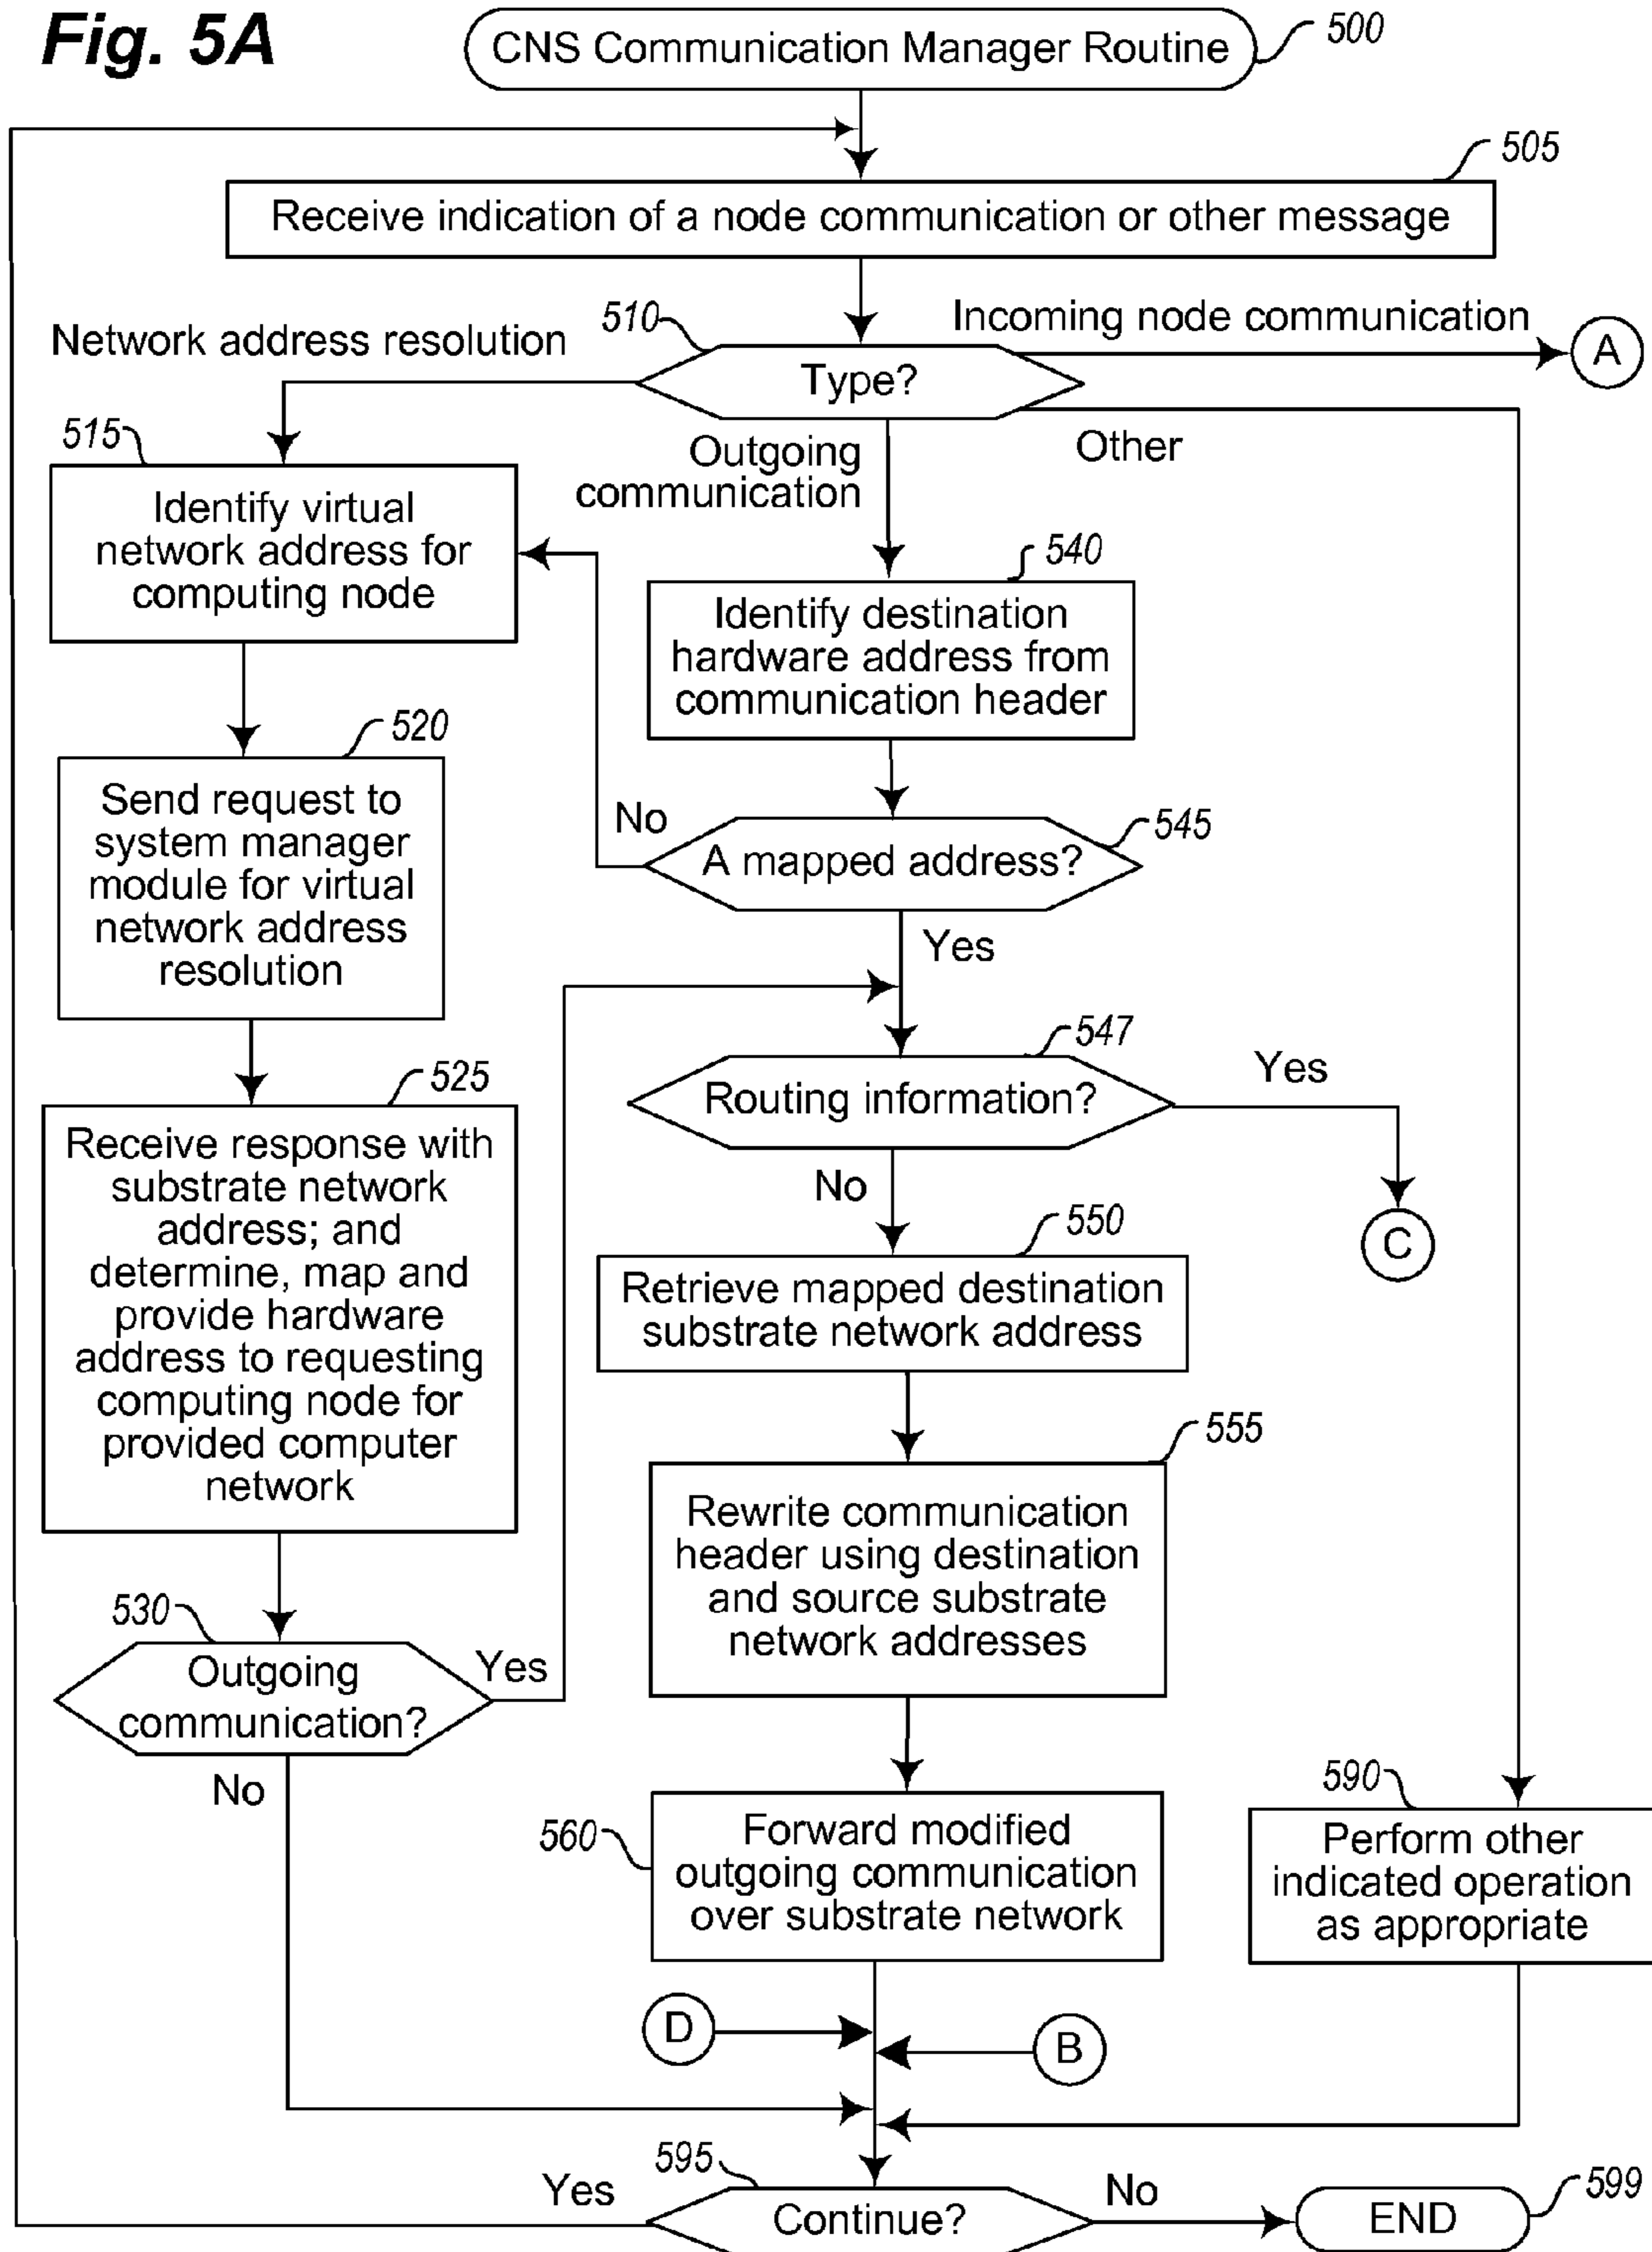 Fig. 5A
CNS Communication Manager Routine
500
505
Receive indication of a node communication or other message
510
Incoming node communication
A
Network address resolution
Type?
515
Outgoing
communication
Other
Identify virtual
network address for
computing node
540
Identify destination
hardware address from
communication header
520
Send request to
system manager
module for virtual
network address
resolution
No
545
A mapped address?
Yes
547
Routing information?
Yes
C
525
Receive response with
substrate network
address; and
determine, map and
provide hardware
address to requesting
computing node for
provided computer
network
No
550
Retrieve mapped destination
substrate network address
555
Rewrite communication
header using destination
and source substrate
network addresses
530
Outgoing
communication?
Yes
No
560
Forward modified
outgoing communication
over substrate network
590
Perform other
indicated operation
as appropriate
D
B
595
Yes
Continue?
No
END
599